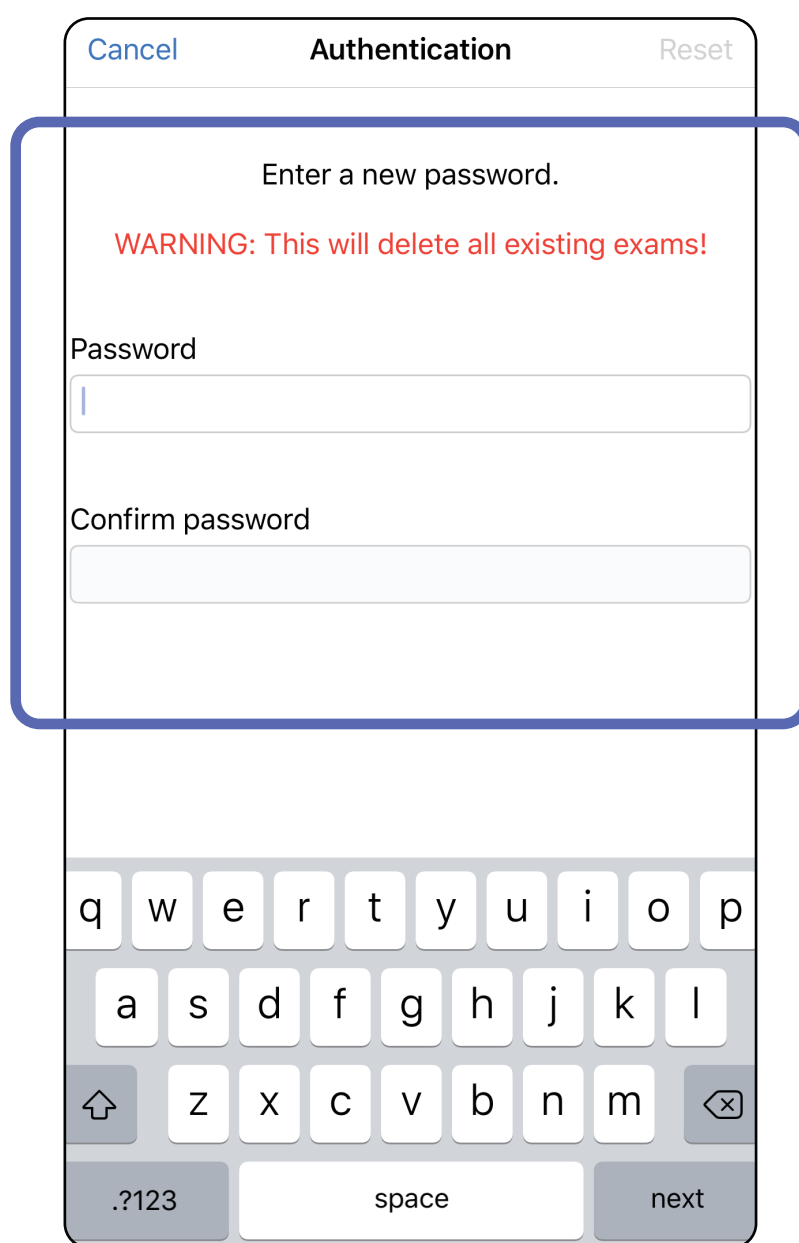 Cancel Authentication Reset
Enter a new password.
WARNING: This will delete all existing exams!
Password
Confirm password
q w e r t y u i o p
a s d f g h j k l
z x c v b n m
.?123 space next